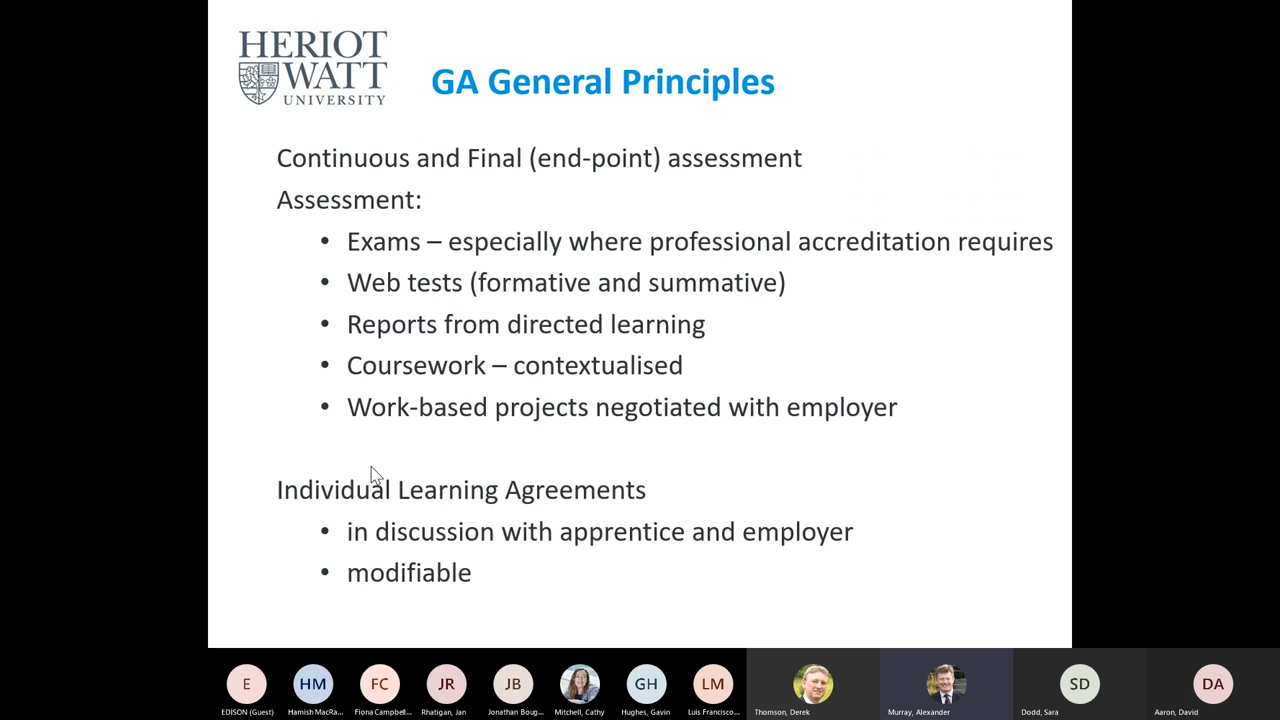 HERIOT
WATT
UNIVERSITY
GA General Principles
Continuous and Final (end-point) assessment
Assessment:
• Exams – especially where professional accreditation requires
• Web tests (formative and summative)
• Reports from directed learning
• Coursework – contextualised
• Work-based projects negotiated with employer
Individual Learning Agreements
• in discussion with apprentice and employer
• modifiable
E
HM
FC
JR
JB
GH
LM
SD
DA
EDISON (Guest)
Hamish MacRa...
Fiona Campbell...
Rhatigan, Jan
Jonathan Boug...
Mitchell, Cathy
Hughes, Gavin
Luis Francisco...
Thomson, Derek
Murray, Alexander
Dodd, Sara
Aaron, David